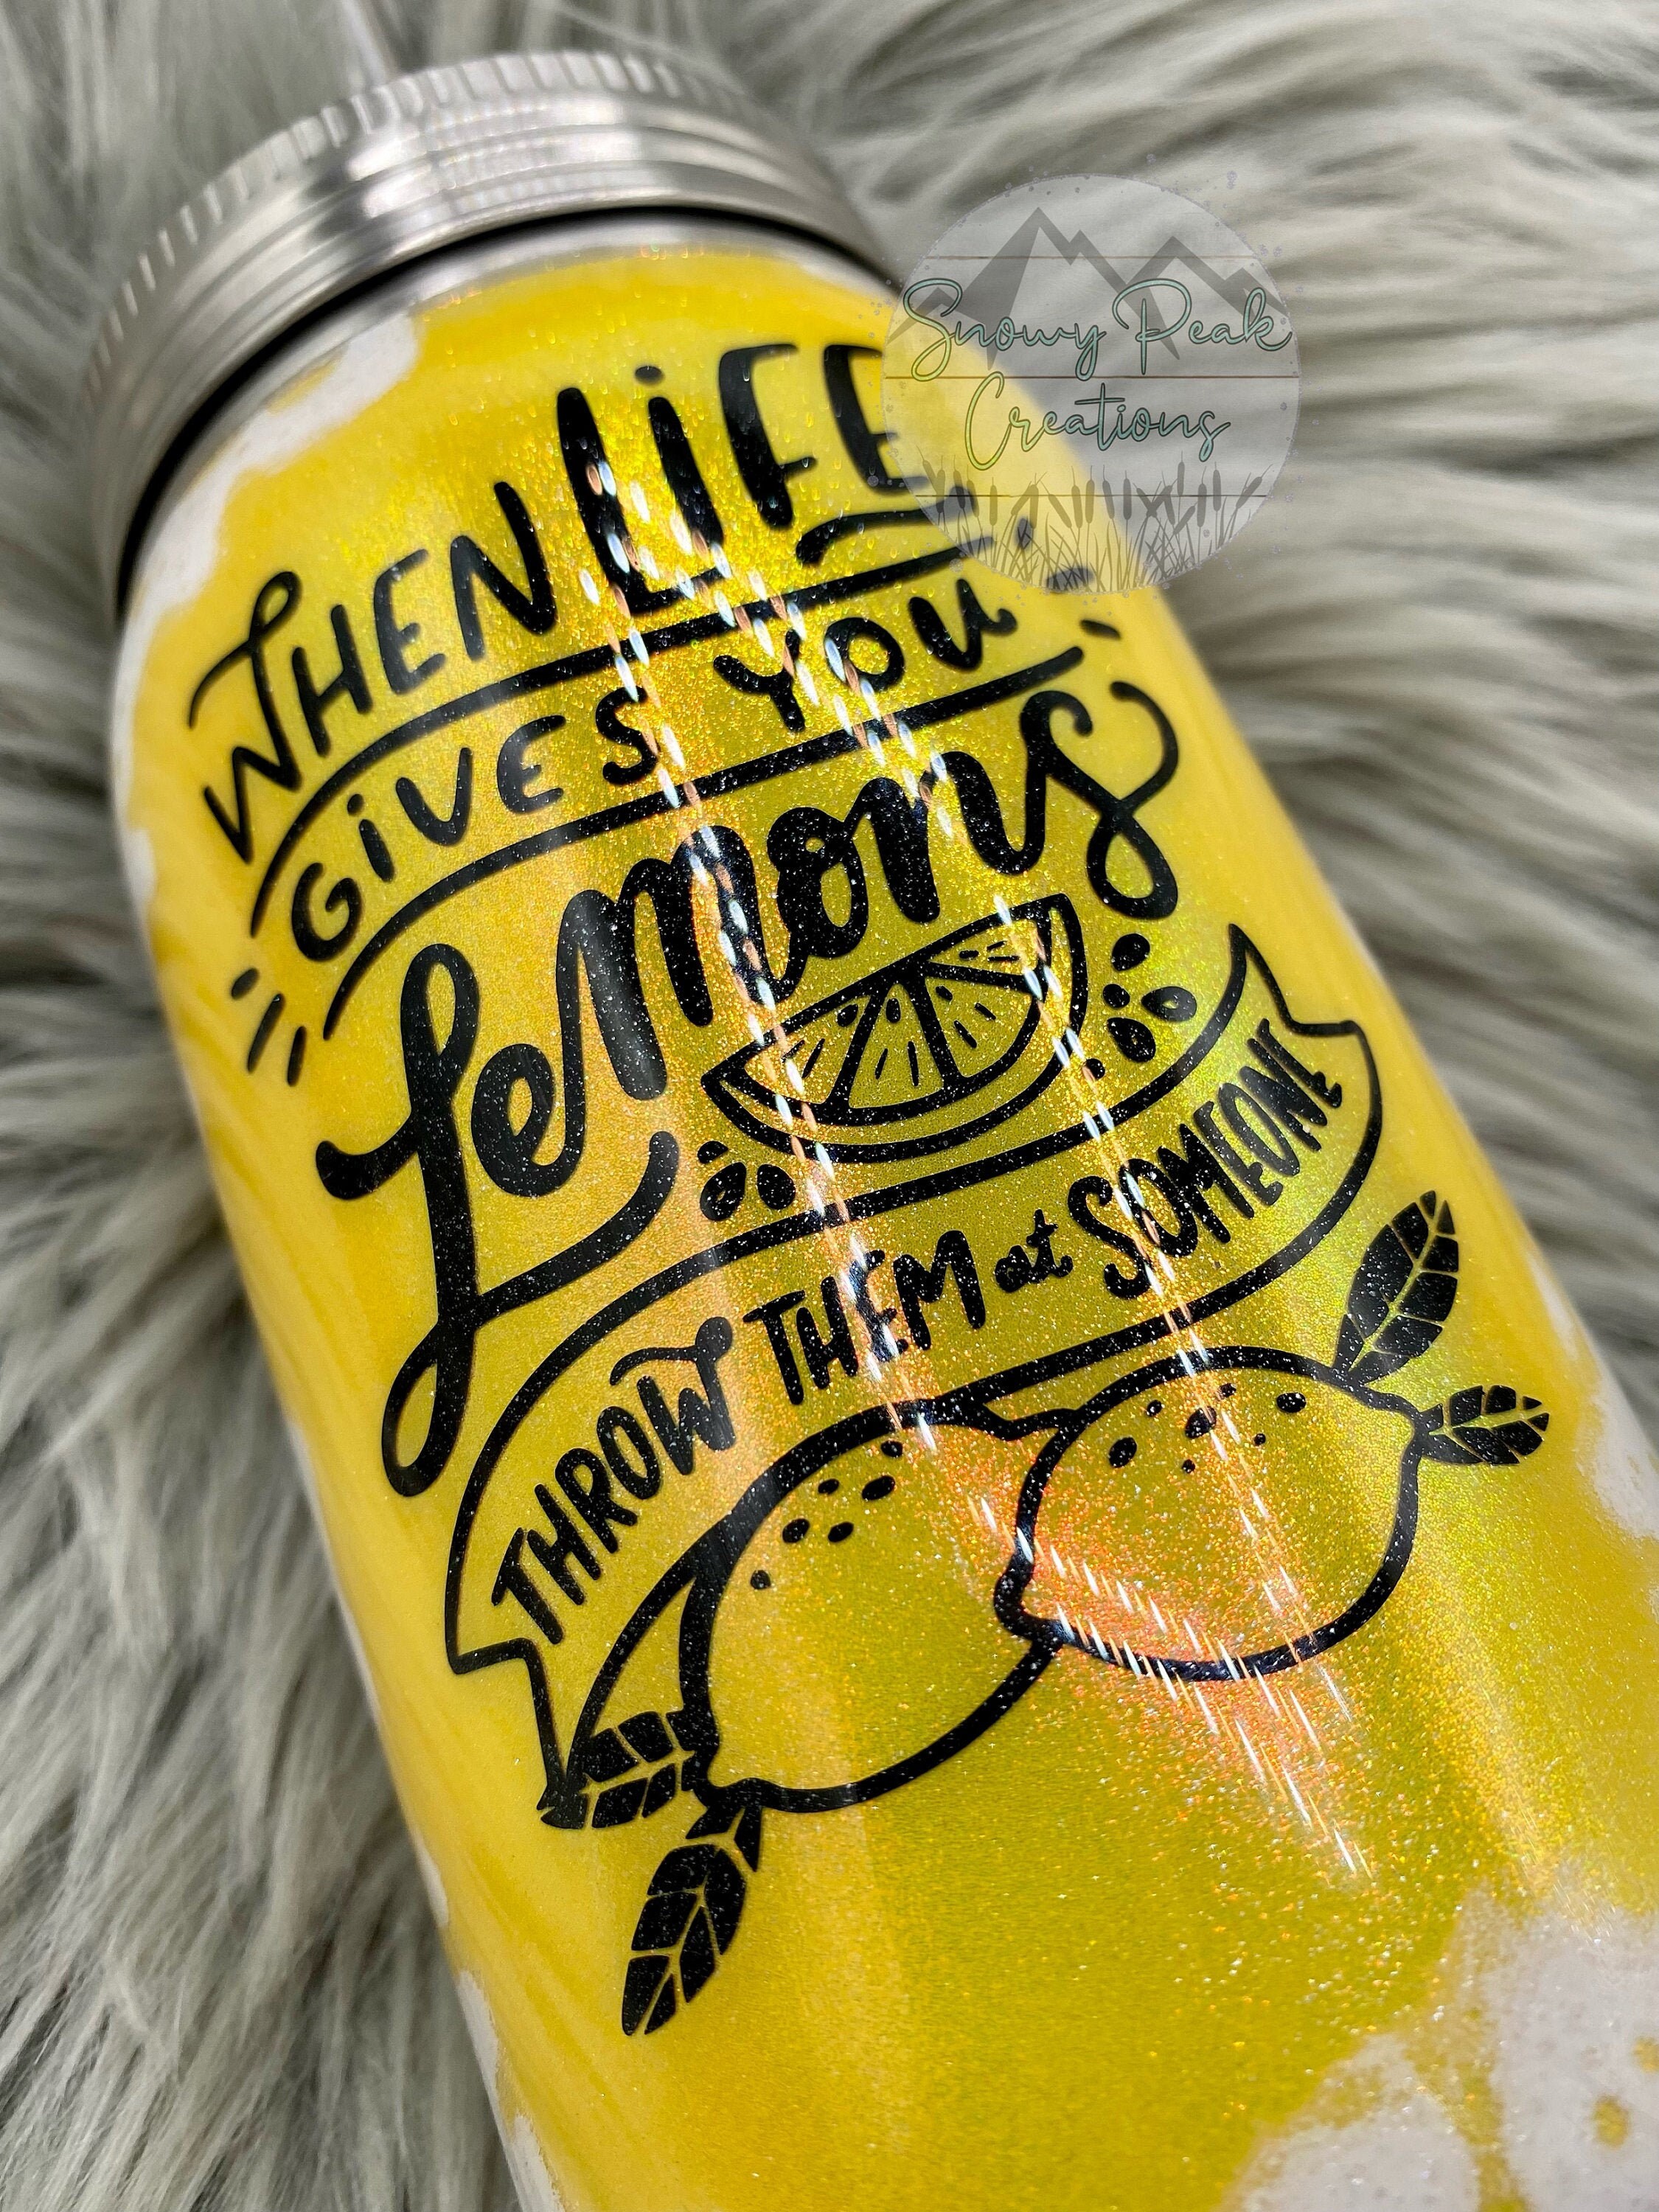 WHEN LiFE
GiVES YOU
Lemons
THROW THEM at SOMEONE
Snowy Peak
Creations